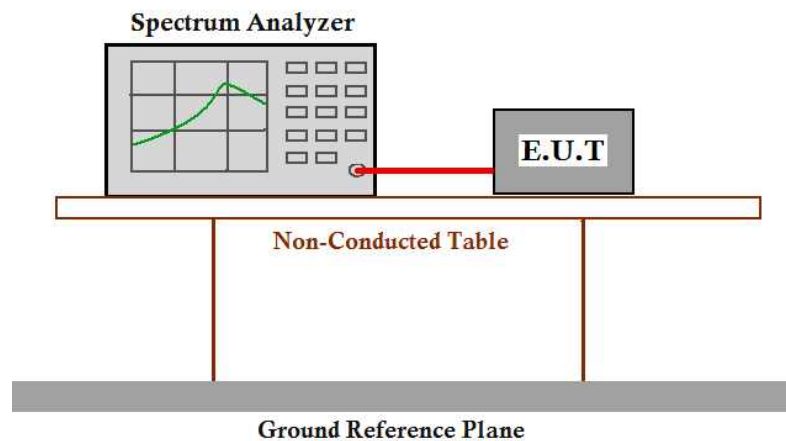 Spectrum Analyzer
E.U.T
Non-Conducted Table
Ground Reference Plane